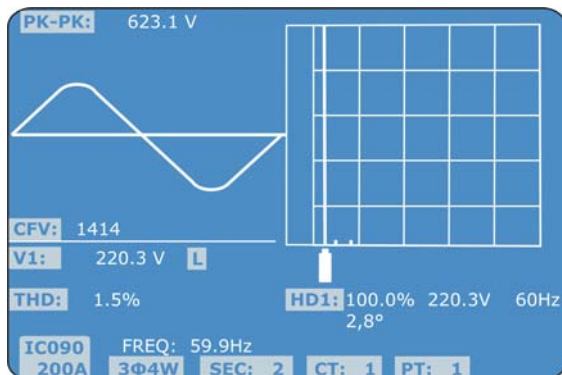 PK-PK: 623.1 V
CFV: 1414
V1: 220.3 V L
THD: 1.5%
HD1: 100.0% 220.3V 60Hz
2,8°
IC090 FREQ: 59.9Hz
200A 3Φ4W SEC: 2 CT: 1 PT: 1